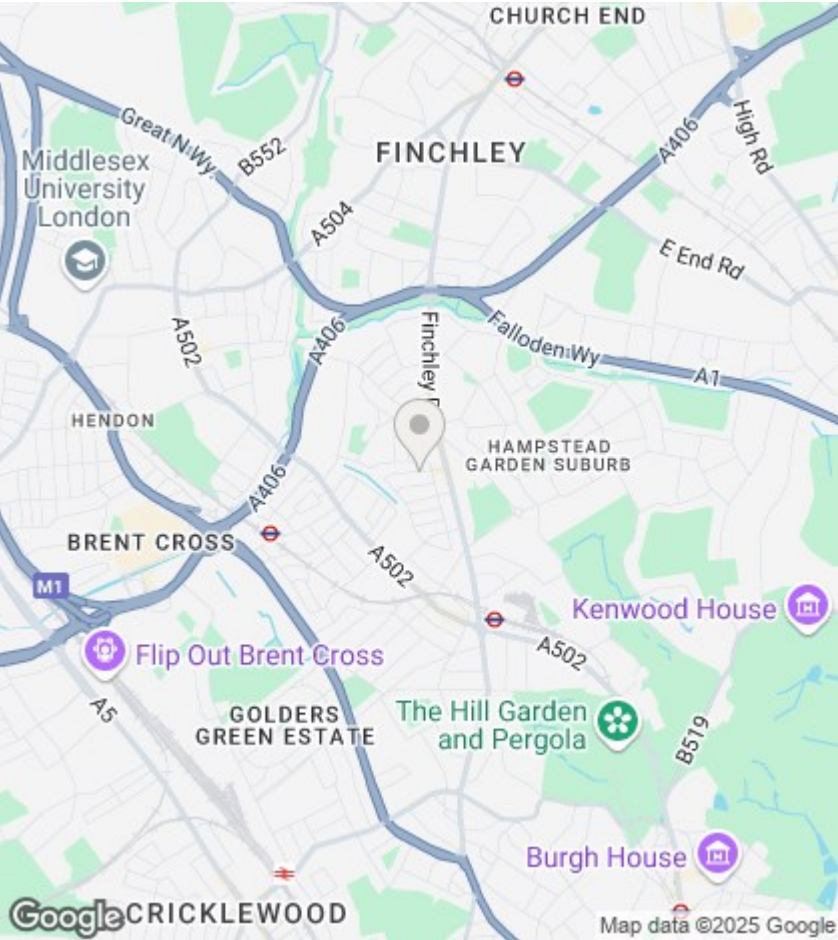 CHURCH END
Great N Wy
B552
FINCHLEY
A406
High Rd
Middlesex
University
London
A504
E End Rd
A502
A406
Finchley
Falloden Wy
A1
HENDON
HAMPSTEAD
GARDEN SUBURB
A406
BRENT CROSS
A502
M1
Kenwood House
Flip Out Brent Cross
A502
A5
GOLDERS
GREEN ESTATE
The Hill Garden
and Pergola
B519
Burgh House
Google
CRICKLEWOOD
Map data ©2025 Google